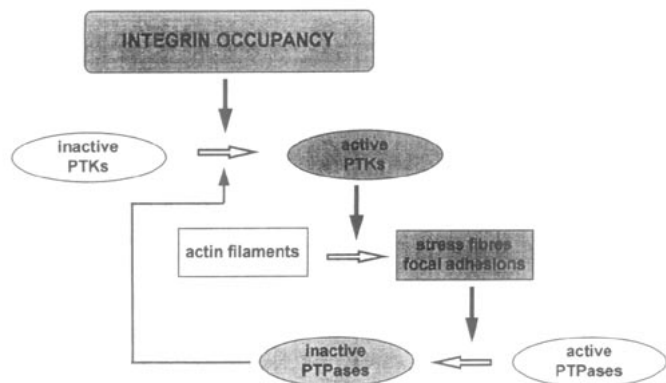 INTEGRIN OCCUPANCY
inactive
PTKs
active
PTKs
actin filaments
stress fibres
focal adhesions
inactive
PTPases
active
PTPases